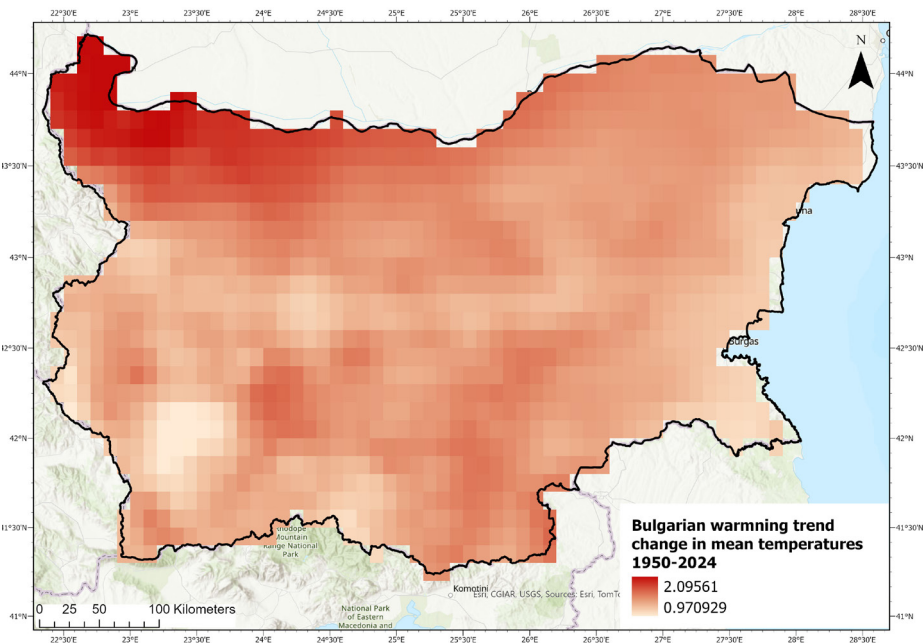 22°30'E 23°E 23°30'E 24°E 24°30'E 25°E 25°30'E 26°E 26°30'E 27°E 27°30'E 28°E 28°30'E
N
44°N 44°N
43°30'N 43°30'N
una
43°N 43°N
42°30'N 42°30'N
Burgas
42°N 42°N
41°30'N 41°30'N
Rhodope
Mountain
Range National
Park
Bulgarian warmning trend
change in mean temperatures
1950-2024
2.09561
0.970929
Komotini
Esri, CGIAR, USGS, Sources: Esri, TomTo
0 25 50 100 Kilometers
National Park
of Eastern
Macedonia and
41°N 41°N
22°30'E 23°E 23°30'E 24°E 24°30'E 25°E 25°30'E 26°E 26°30'E 27°E 27°30'E 28°E 28°30'E